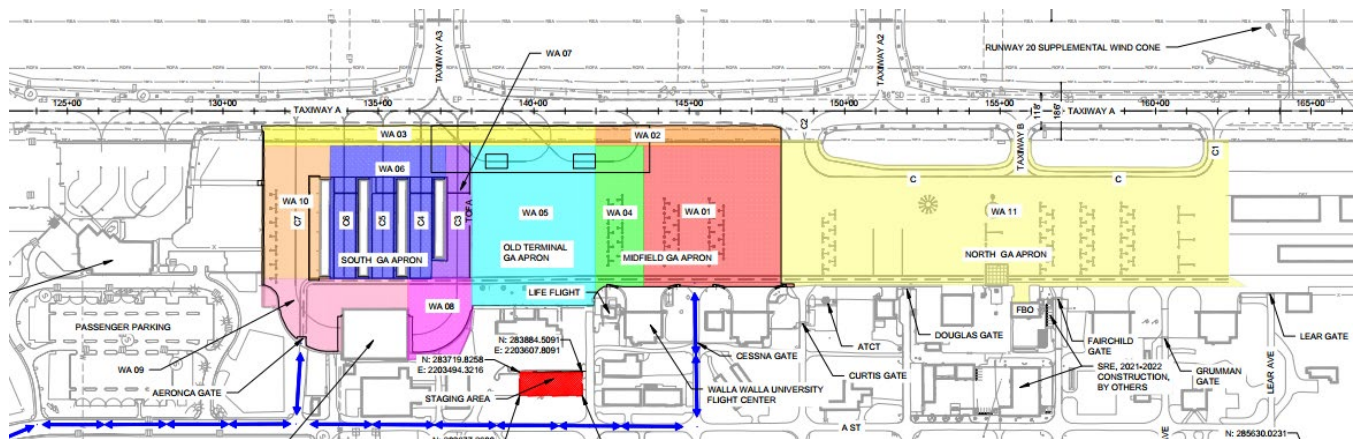 TAXIWAY A3
WA 07
TAXIWAY A2
RUNWAY 20 SUPPLEMENTAL WIND CONE
125+00
130+00
135+00
140+00
145+00
150+00
155+00
160+00
165+00
TAXIWAY A
TAXIWAY A
118'
186'
WA 03
WA 02
C2
TAXIWAY B
C1
WA 06
C
C
WA 10
C7
C6
C5
C4
C3
TOFA
WA 05
WA 04
WA 01
WA 11
SOUTH GA APRON
OLD TERMINAL
GA APRON
MIDFIELD GA APRON
NORTH GA APRON
LIFE FLIGHT
WA 08
FBO
PASSENGER PARKING
WA 09
AERONCA GATE
N: 283884.5091
E: 2203607.8091
N: 283719.8258
E: 2203494.3216
STAGING AREA
CESSNA GATE
WALLA WALLA UNIVERSITY
FLIGHT CENTER
CURTIS GATE
ATCT
DOUGLAS GATE
FAIRCHILD
GATE
SRE, 2021-2022
CONSTRUCTION,
BY OTHERS
GRUMMAN
GATE
LEAR AVE
LEAR GATE
A ST
AVE
N: 285630.0231